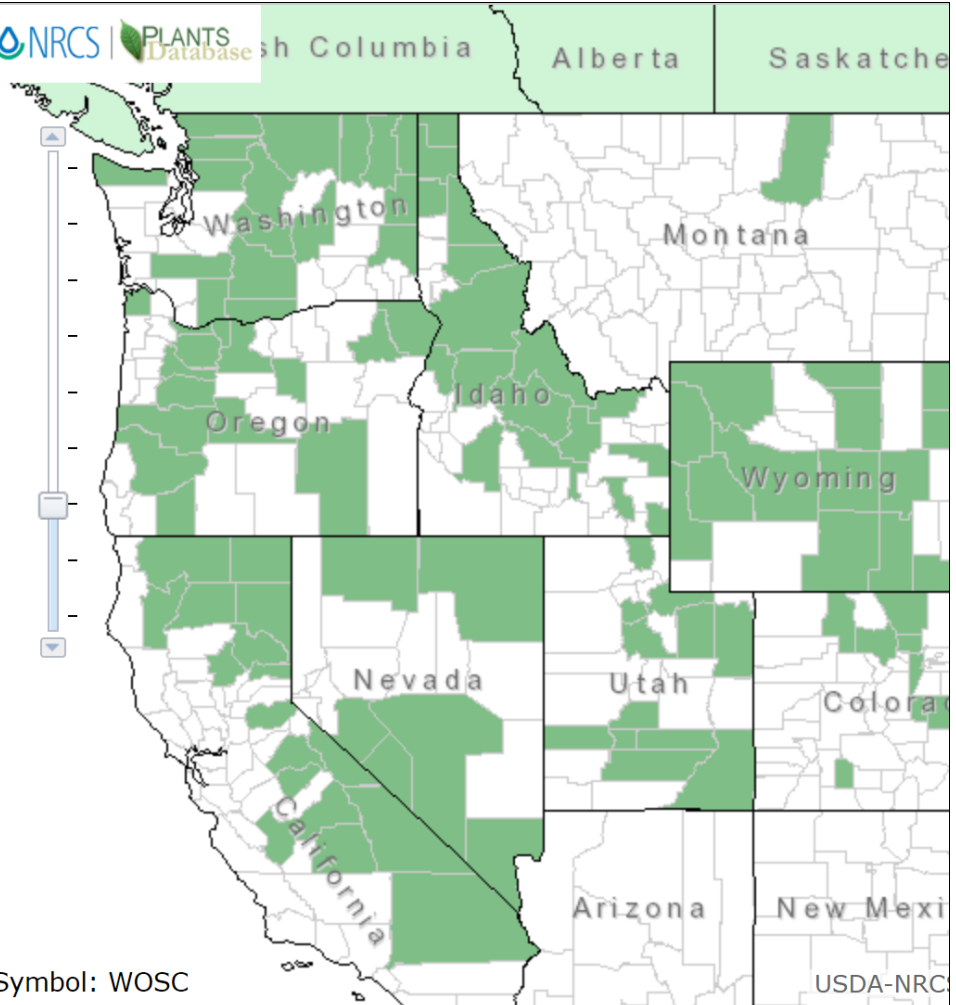 NRCS | PLANTS
Database
sh Columbia
Alberta
Saskatche
Washington
Montana
Idaho
Oregon
Wyoming
Nevada
Utah
Colorad
California
Arizona
New Mexi
Symbol: WOSC
USDA-NRCS